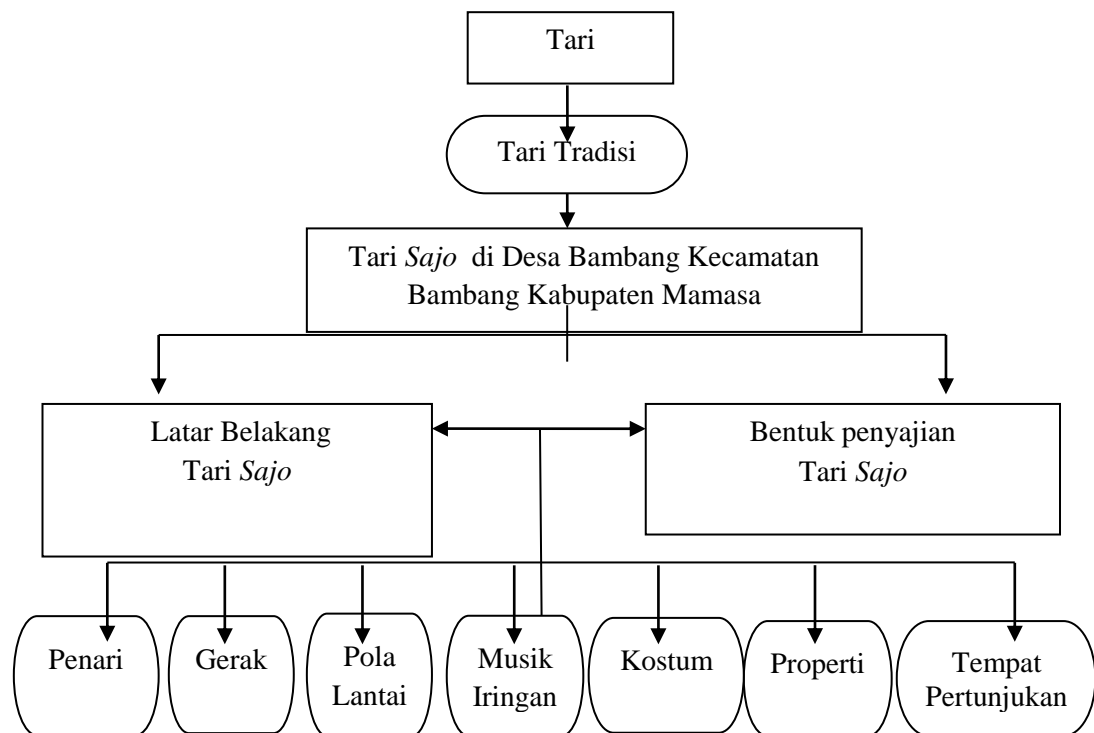 Tari
Tari Tradisi
Tari Sajo di Desa Bambang Kecamatan
Bambang Kabupaten Mamasa
Latar Belakang
Tari Sajo
Bentuk penyajian
Tari Sajo
Penari
Gerak
Pola
Lantai
Musik
Iringan
Kostum
Properti
Tempat
Pertunjukan